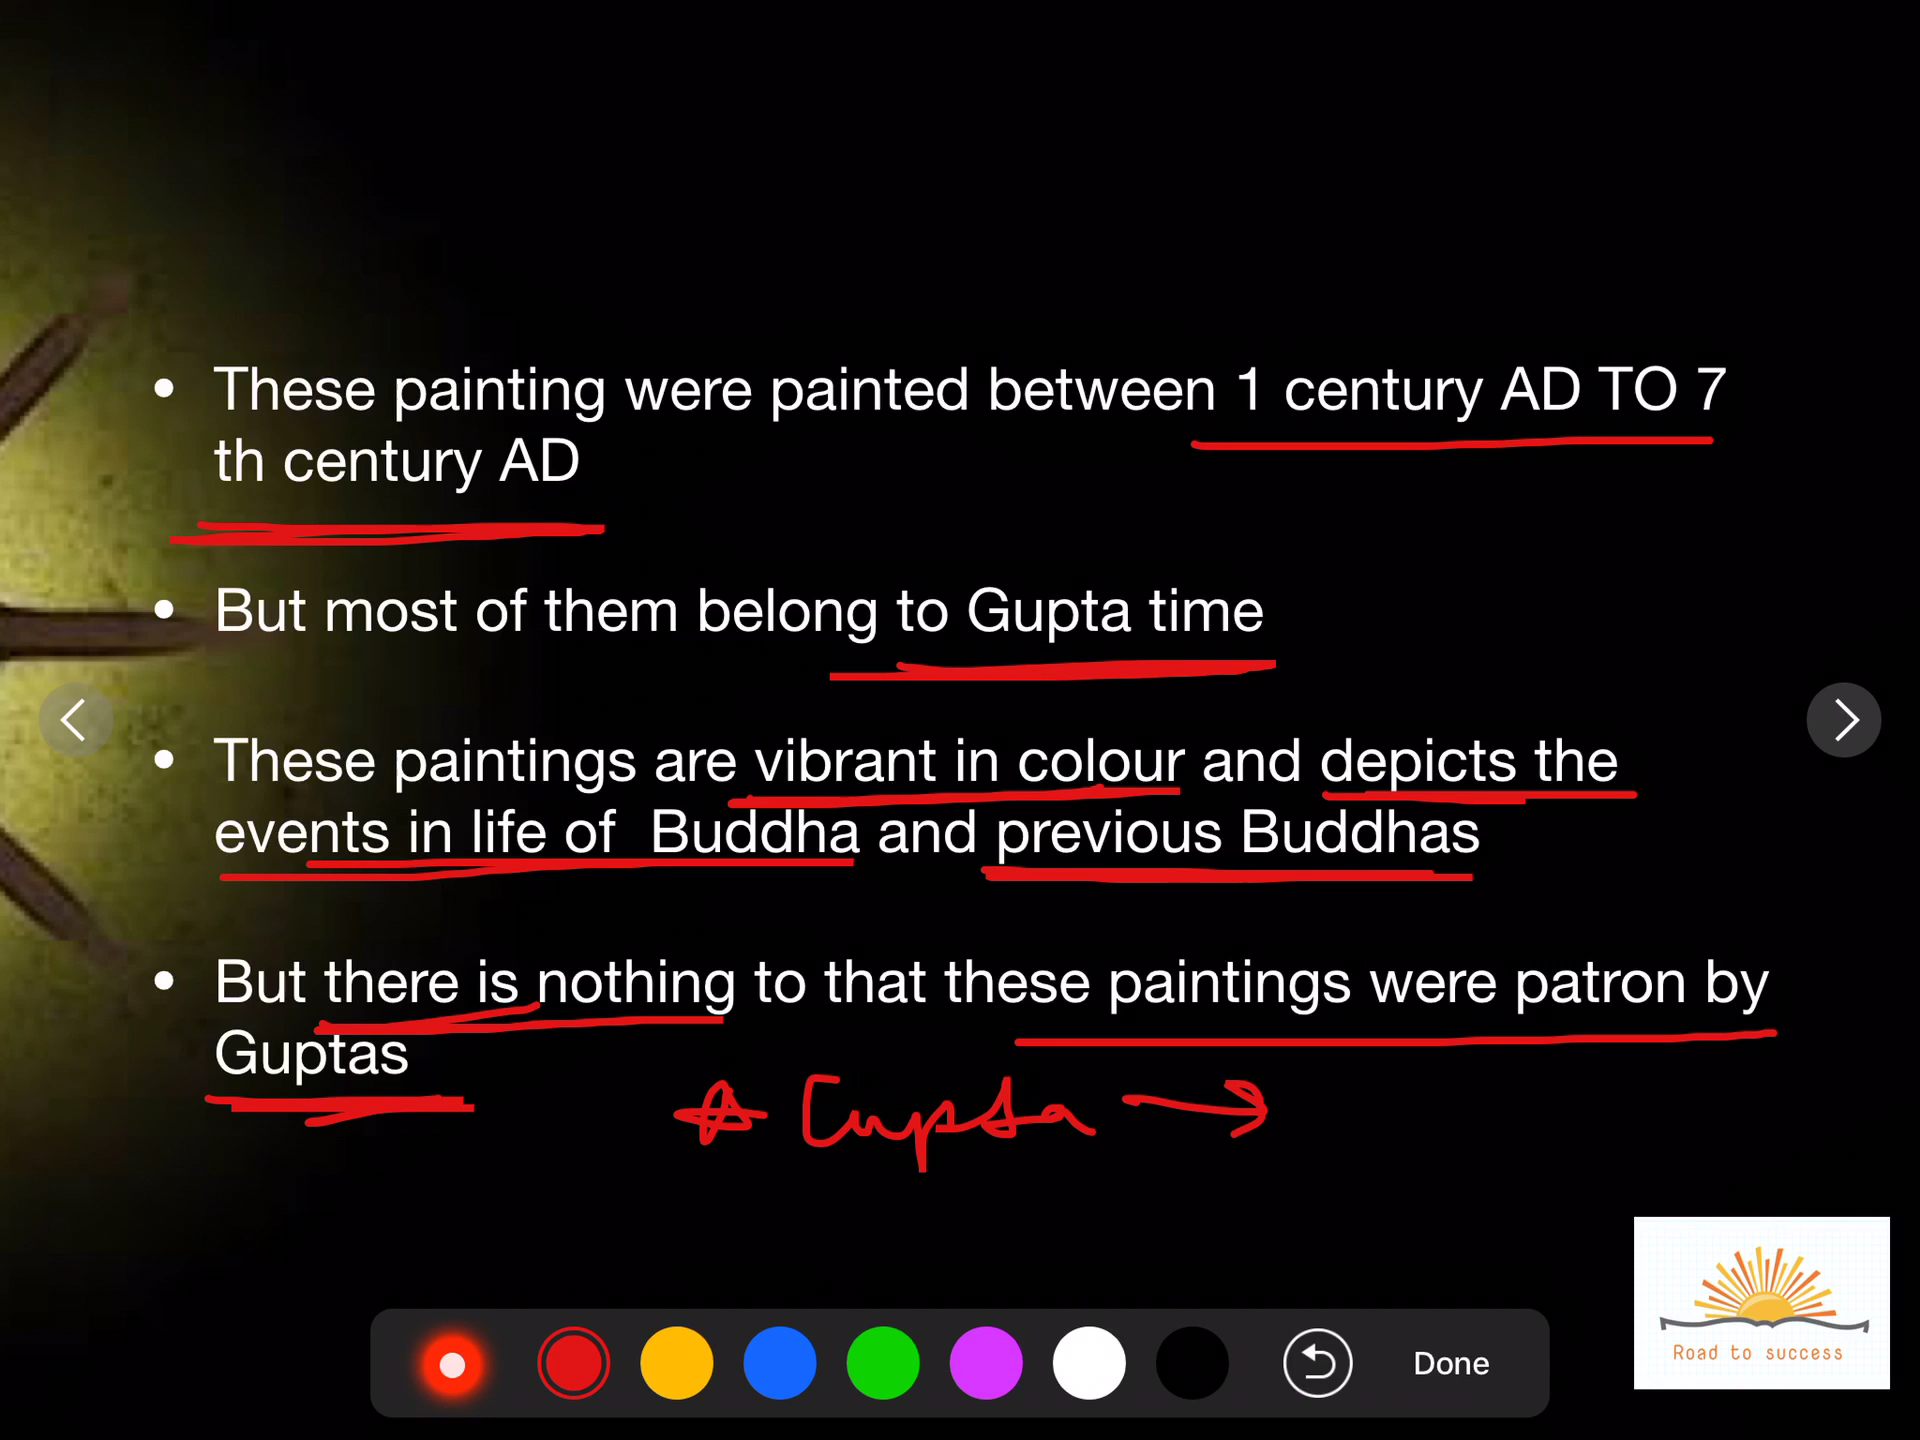 • These painting were painted between 1 century AD TO 7
th century AD
• But most of them belong to Gupta time
• These paintings are vibrant in colour and depicts the
events in life of  Buddha and previous Buddhas
• But there is nothing to that these paintings were patron by
Guptas
Gupta →
Done
Road to success